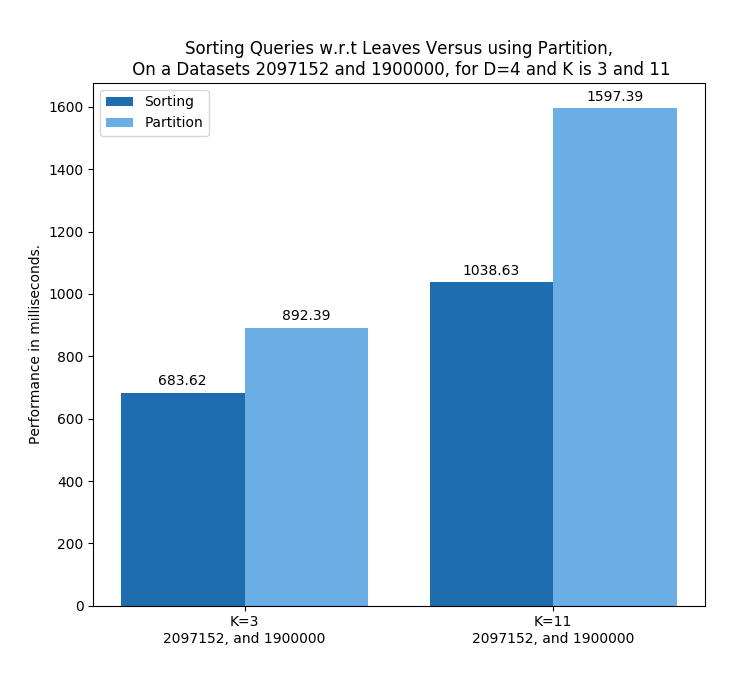 Sorting Queries w.r.t Leaves Versus using Partition,
On a Datasets 2097152 and 1900000, for D=4 and K is 3 and 11
Sorting
Partition
Performance in milliseconds.
1600
1400
1200
1000
800
600
400
200
0
683.62
892.39
1038.63
1597.39
K=3
2097152, and 1900000
K=11
2097152, and 1900000